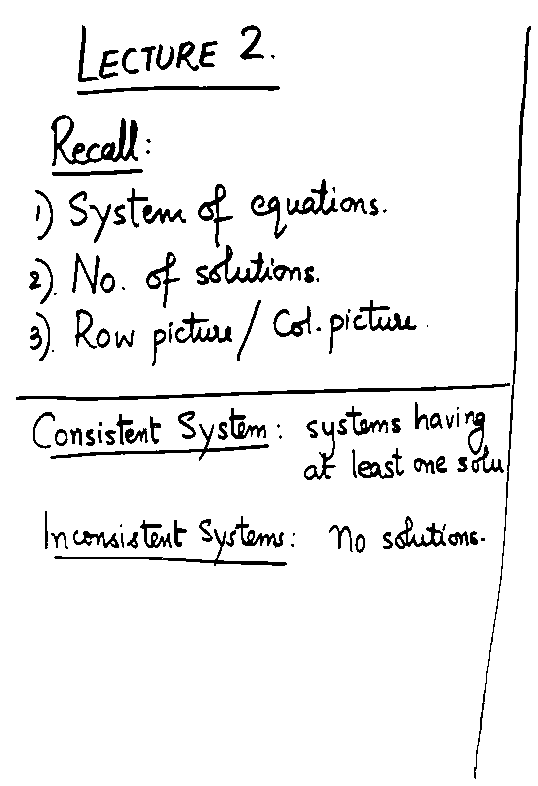 LECTURE 2.
Recall:
1) System of equations.
2). No. of solutions.
3). Row picture / Col. picture.
Consistent System: systems having
at least one solu
Inconsistent Systems: No solutions.